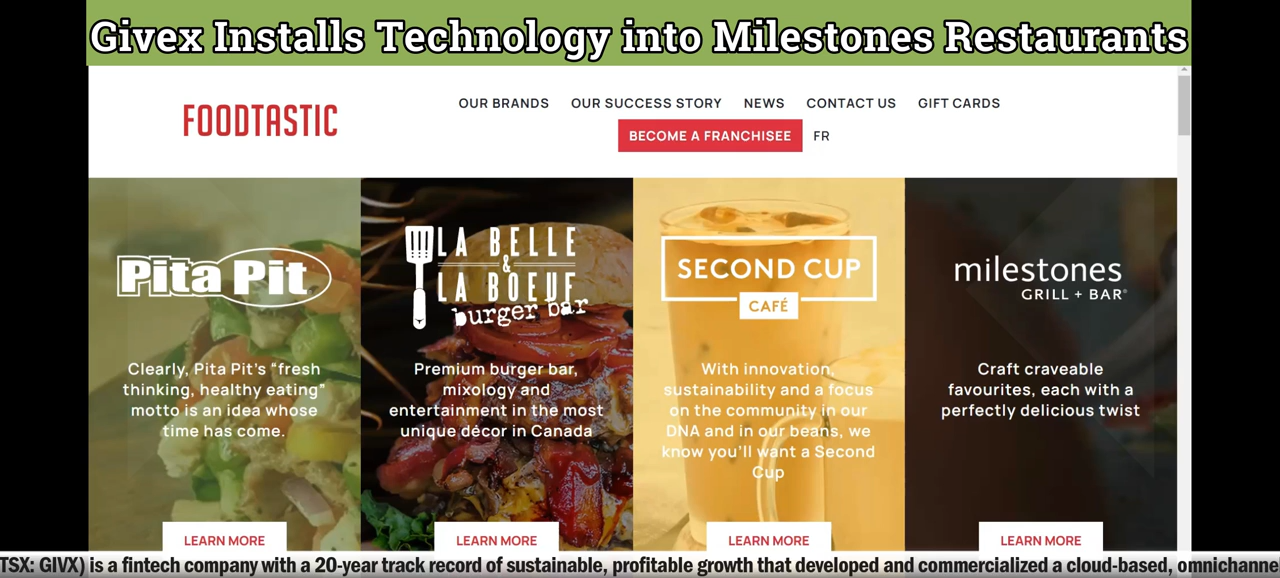 Givex Installs Technology into Milestones Restaurants
FOODTASTIC
OUR BRANDS OUR SUCCESS STORY NEWS CONTACT US GIFT CARDS
BECOME A FRANCHISEE FR
Pita Pit
Clearly, Pita Pit's “fresh
thinking, healthy eating”
motto is an idea whose
time has come.
LEARN MORE
LA BELLE
&
LA BOEUF
burger bar
Premium burger bar,
mixology and
entertainment in the most
unique décor in Canada
LEARN MORE
SECOND CUP
CAFÉ
With innovation,
sustainability and a focus
on the community in our
DNA and in our beans, we
know you'll want a Second
Cup
LEARN MORE
milestones
GRILL + BAR®
Craft craveable
favourites, each with a
perfectly delicious twist
LEARN MORE
TSX: GIVX) is a fintech company with a 20-year track record of sustainable, profitable growth that developed and commercialized a cloud-based, omnichanne